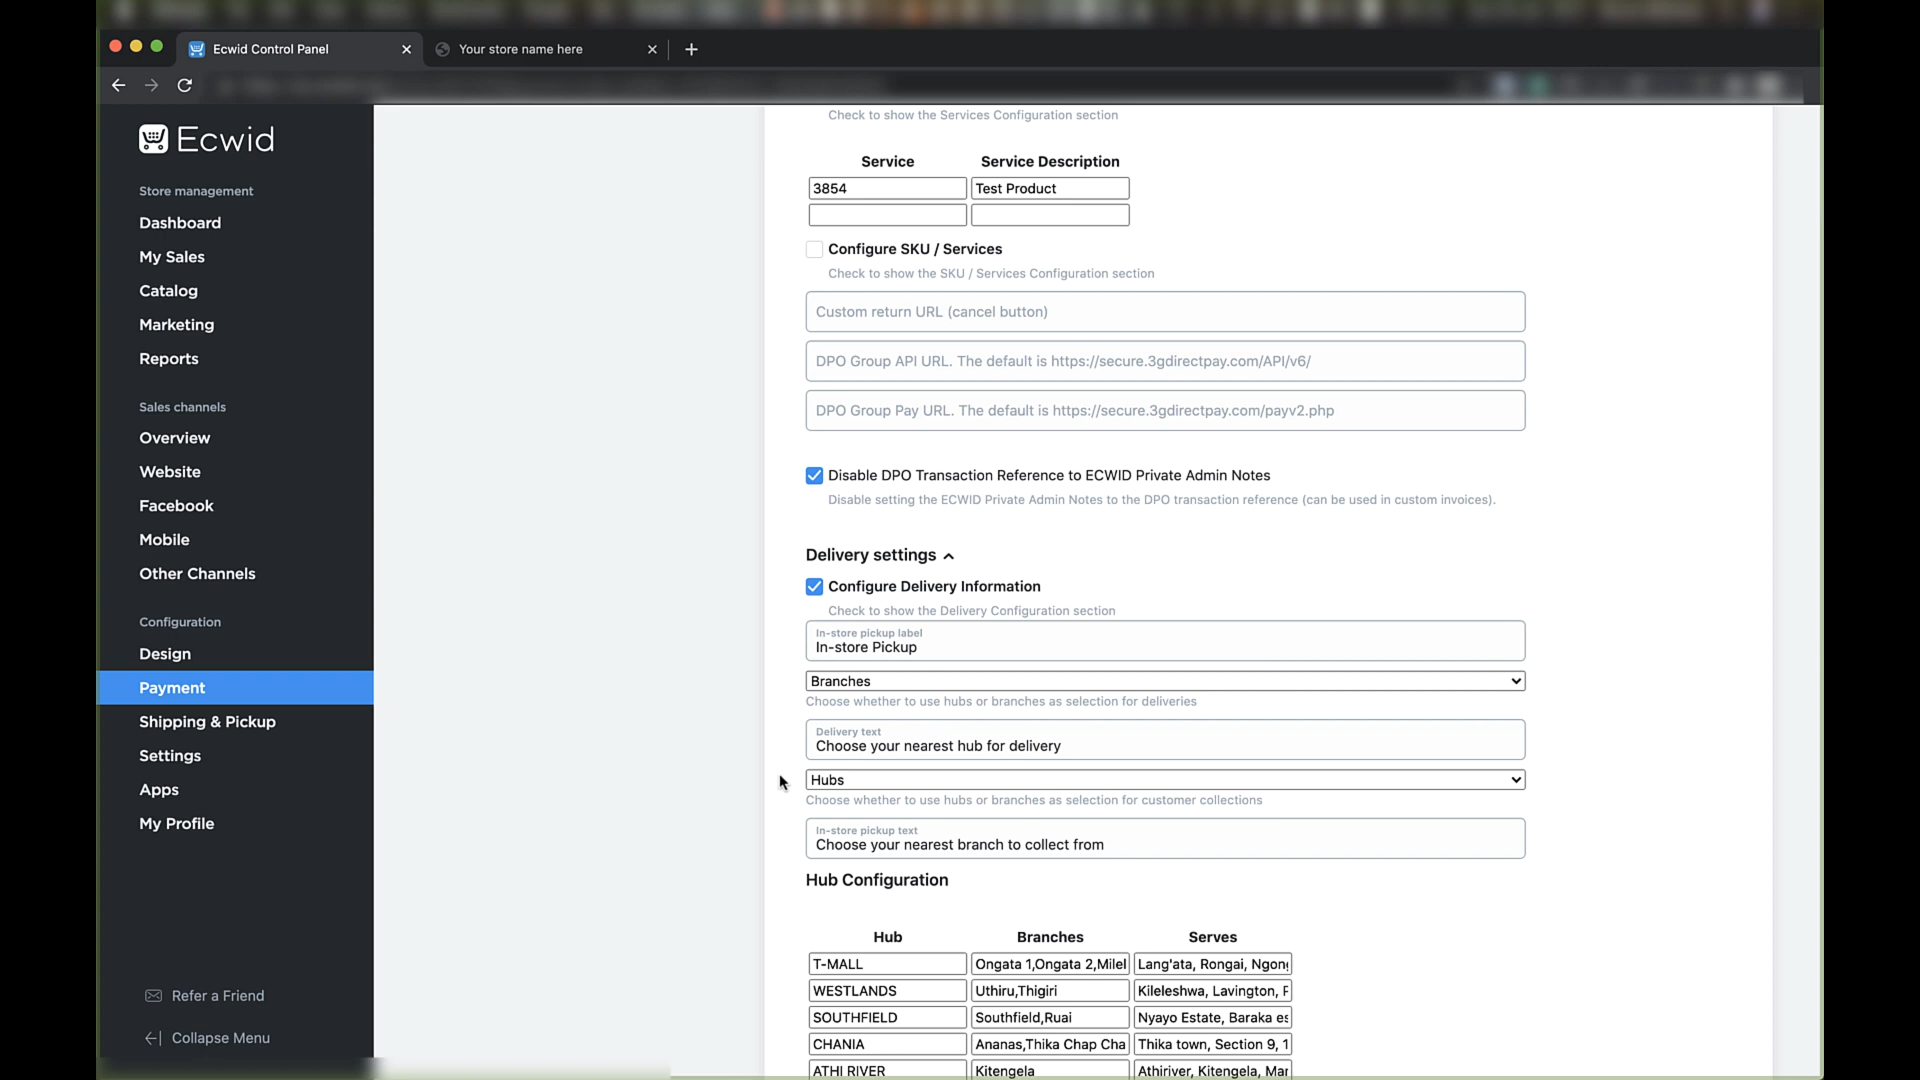 Ecwid Control Panel
Your store name here
Ecwid
Store management
Dashboard
My Sales
Catalog
Marketing
Reports
Sales channels
Overview
Website
Facebook
Mobile
Other Channels
Configuration
Design
Payment
Shipping & Pickup
Settings
Apps
My Profile
Refer a Friend
Collapse Menu
Check to show the Services Configuration section
Service Service Description
3854 Test Product
Configure SKU / Services
Check to show the SKU / Services Configuration section
Custom return URL (cancel button)
DPO Group API URL. The default is https://secure.3gdirectpay.com/API/v6/
DPO Group Pay URL. The default is https://secure.3gdirectpay.com/payv2.php
Disable DPO Transaction Reference to ECWID Private Admin Notes
Disable setting the ECWID Private Admin Notes to the DPO transaction reference (can be used in custom invoices).
Delivery settings
Configure Delivery Information
Check to show the Delivery Configuration section
In-store pickup label
In-store Pickup
Branches
Choose whether to use hubs or branches as selection for deliveries
Delivery text
Choose your nearest hub for delivery
Hubs
Choose whether to use hubs or branches as selection for customer collections
In-store pickup text
Choose your nearest branch to collect from
Hub Configuration
Hub Branches Serves
T-MALL Ongata 1,Ongata 2,Milel Lang'ata, Rongai, Ngong
WESTLANDS Uthiru,Thigiri Kileleshwa, Lavington, P
SOUTHFIELD Southfield,Ruai Nyayo Estate, Baraka es
CHANIA Ananas,Thika Chap Cha Thika town, Section 9, 1
ATHI RIVER Kitengela Athiriver, Kitengela, Mar